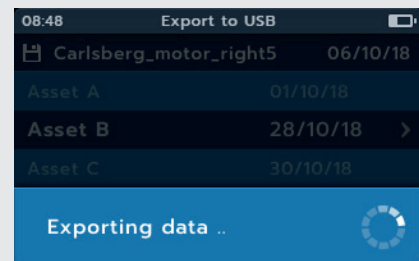 08:48 Export to USB
Carlsberg_motor_right5 06/10/18
Asset A 01/10/18
Asset B 28/10/18 >
Asset C 30/10/18
Exporting data ..